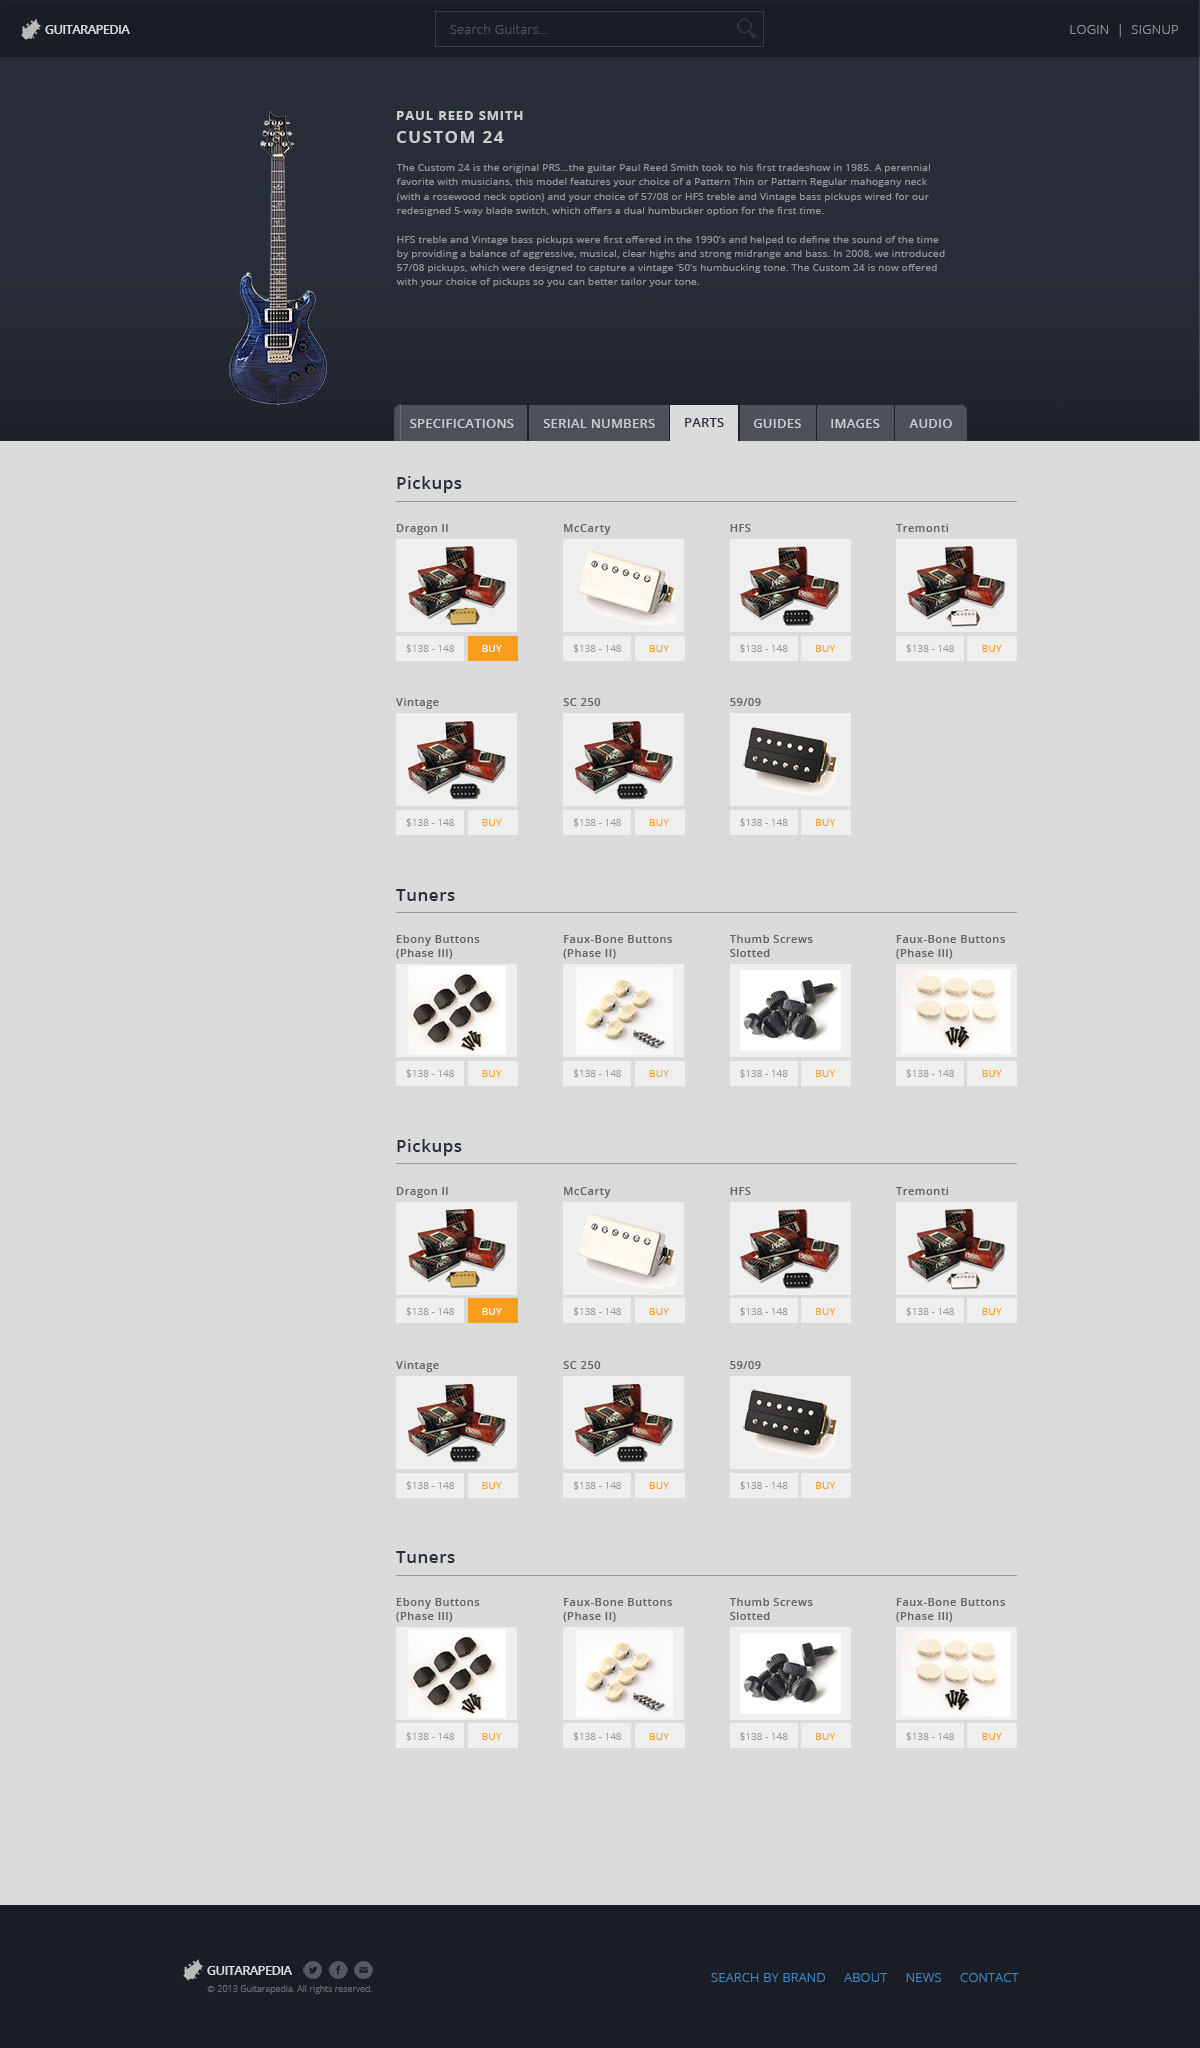 GUITARAPEDIA
Search Guitars...
LOGIN | SIGNUP
PAUL REED SMITH
CUSTOM 24
The Custom 24 is the original PRS...the guitar Paul Reed Smith took to his first tradeshow in 1985. A perennial
favorite with musicians, this model features your choice of a Pattern Thin or Pattern Regular mahogany neck
(with a rosewood neck option) and your choice of 57/08 or HFS treble and Vintage bass pickups wired for our
redesigned 5-way blade switch, which offers a dual humbucker option for the first time.
HFS treble and Vintage bass pickups were first offered in the 1990's and helped to define the sound of the time
by providing a balance of aggressive, musical, clear highs and strong midrange and bass. In 2008, we introduced
57/08 pickups, which were designed to capture a vintage '50's humbucking tone. The Custom 24 is now offered
with your choice of pickups so you can better tailor your tone.
SPECIFICATIONS SERIAL NUMBERS PARTS GUIDES IMAGES AUDIO
Pickups
Dragon II McCarty HFS Tremonti
$138 - 148 BUY $138 - 148 BUY $138 - 148 BUY $138 - 148 BUY
Vintage SC 250 59/09
$138 - 148 BUY $138 - 148 BUY $138 - 148 BUY
Tuners
Ebony Buttons Faux-Bone Buttons Thumb Screws Faux-Bone Buttons
(Phase III) (Phase II) Slotted (Phase III)
$138 - 148 BUY $138 - 148 BUY $138 - 148 BUY $138 - 148 BUY
Pickups
Dragon II McCarty HFS Tremonti
$138 - 148 BUY $138 - 148 BUY $138 - 148 BUY $138 - 148 BUY
Vintage SC 250 59/09
$138 - 148 BUY $138 - 148 BUY $138 - 148 BUY
Tuners
Ebony Buttons Faux-Bone Buttons Thumb Screws Faux-Bone Buttons
(Phase III) (Phase II) Slotted (Phase III)
$138 - 148 BUY $138 - 148 BUY $138 - 148 BUY $138 - 148 BUY
GUITARAPEDIA
© 2013 Guitarapedia. All rights reserved.
SEARCH BY BRAND ABOUT NEWS CONTACT